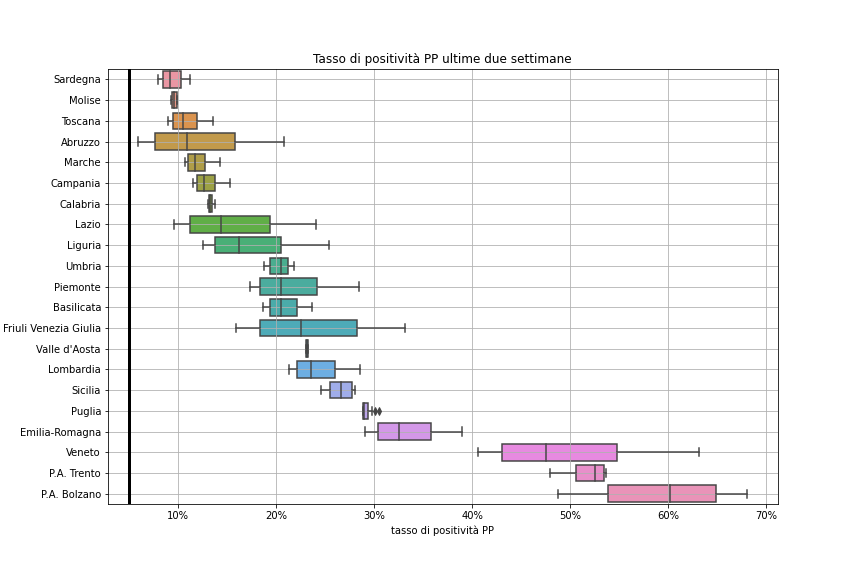 Tasso di positività PP ultime due settimane
Sardegna
Molise
Toscana
Abruzzo
Marche
Campania
Calabria
Lazio
Liguria
Umbria
Piemonte
Basilicata
Friuli Venezia Giulia
Valle d'Aosta
Lombardia
Sicilia
Puglia
Emilia-Romagna
Veneto
P.A. Trento
P.A. Bolzano
10% 20% 30% 40% 50% 60% 70%
tasso di positività PP